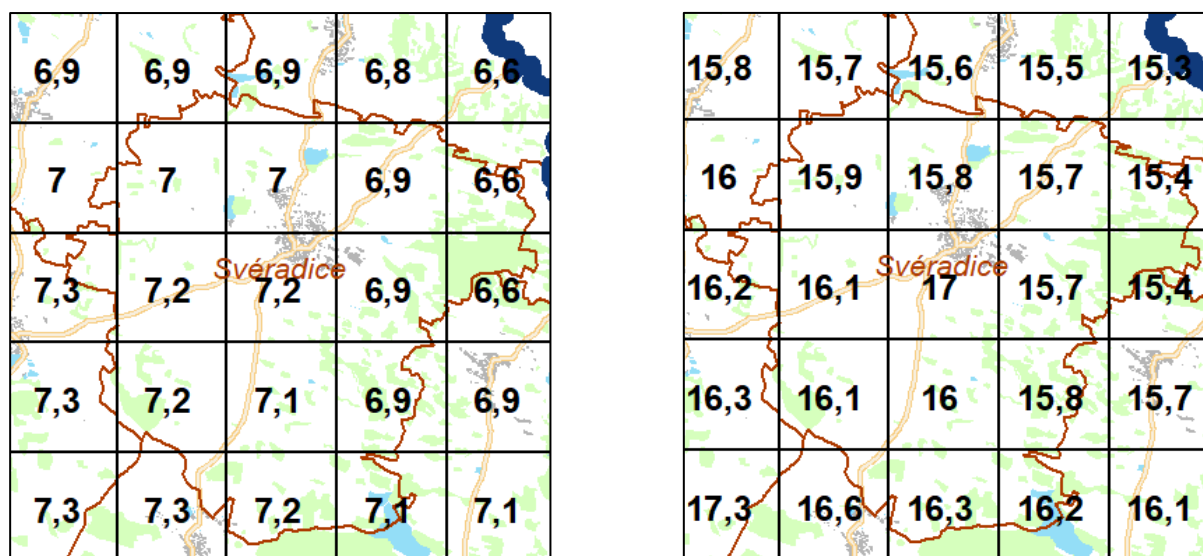 6,9 6,9 6,9 6,8 6,6
7 7 7 6,9 6,6
Svéradice
7,3 7,2 7,2 6,9 6,6
7,3 7,2 7,1 6,9 6,9
7,3 7,3 7,2 7,1 7,1
15,8 15,7 15,6 15,5 15,3
16 15,9 15,8 15,7 15,4
Svéradice
16,2 16,1 17 15,7 15,4
16,3 16,1 16 15,8 15,7
17,3 16,6 16,3 16,2 16,1